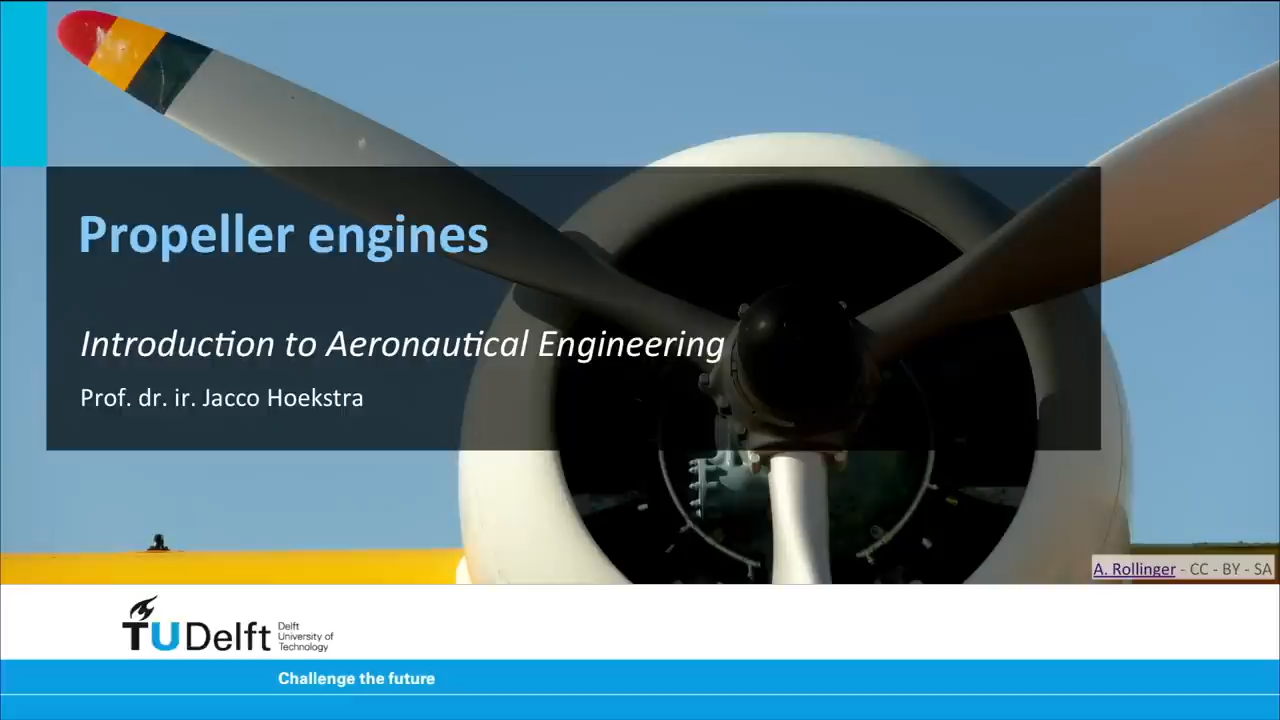 Propeller engines
Introduction to Aeronautical Engineering
Prof. dr. ir. Jacco Hoekstra
A. Rollinger - CC - BY - SA
TU Delft
Delft
University of
Technology
Challenge the future